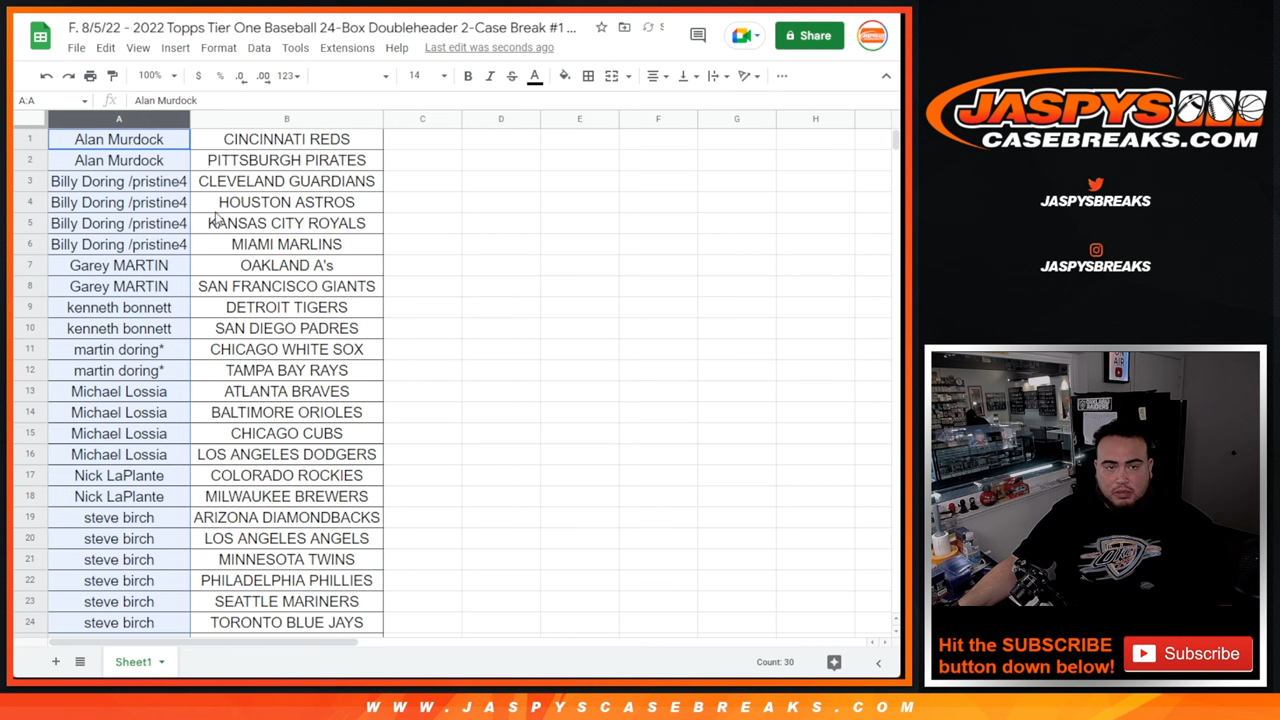 F. 8/5/22 - 2022 Topps Tier One Baseball 24-Box Doubleheader 2-Case Break #1 ...
File Edit View Insert Format Data Tools Extensions Help Last edit was seconds ago
Share
100% $ % .0 .00 123 14 B I S A
A:A fx Alan Murdock
A B C D E F G H
1 Alan Murdock CINCINNATI REDS
2 Alan Murdock PITTSBURGH PIRATES
3 Billy Doring /pristine4 CLEVELAND GUARDIANS
4 Billy Doring /pristine4 HOUSTON ASTROS
5 Billy Doring /pristine4 KANSAS CITY ROYALS
6 Billy Doring /pristine4 MIAMI MARLINS
7 Garey MARTIN OAKLAND A's
8 Garey MARTIN SAN FRANCISCO GIANTS
9 kenneth bonnett DETROIT TIGERS
10 kenneth bonnett SAN DIEGO PADRES
11 martin doring* CHICAGO WHITE SOX
12 martin doring* TAMPA BAY RAYS
13 Michael Lossia ATLANTA BRAVES
14 Michael Lossia BALTIMORE ORIOLES
15 Michael Lossia CHICAGO CUBS
16 Michael Lossia LOS ANGELES DODGERS
17 Nick LaPlante COLORADO ROCKIES
18 Nick LaPlante MILWAUKEE BREWERS
19 steve birch ARIZONA DIAMONDBACKS
20 steve birch LOS ANGELES ANGELS
21 steve birch MINNESOTA TWINS
22 steve birch PHILADELPHIA PHILLIES
23 steve birch SEATTLE MARINERS
24 steve birch TORONTO BLUE JAYS
Sheet1
Count: 30
JASPYS
CASEBREAKS.COM
JASPYSBREAKS
JASPYSBREAKS
ON
AIR
OKC
Hit the SUBSCRIBE
button down below!
Subscribe
WWW.JASPYSCASEBREAKS.COM